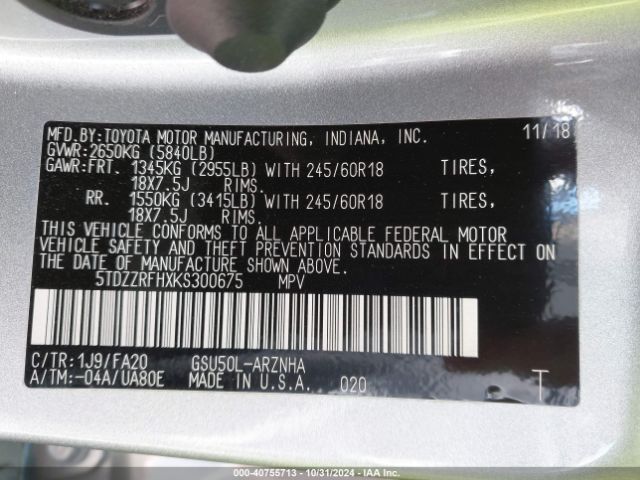 MFD.BY:TOYOTA MOTOR MANUFACTURING, INDIANA, INC. 11/18
GVWR:2650KG (5840LB)
GAWR:FRT. 1345KG (2955LB) WITH 245/60R18 TIRES,
18X7.5J RIMS.
RR. 1550KG (3415LB) WITH 245/60R18 TIRES,
18X7.5J RIMS.
THIS VEHICLE CONFORMS TO ALL APPLICABLE FEDERAL MOTOR
VEHICLE SAFETY AND THEFT PREVENTION STANDARDS IN EFFECT ON
THE DATE OF MANUFACTURE SHOWN ABOVE.
5TDZZRFHXKS300675 MPV
C/TR:1J9/FA20 GSU50L-ARZNHA
A/TM:-04A/UA80E MADE IN U.S.A. 020 T
000-40755713 - 10/31/2024 - IAA Inc.